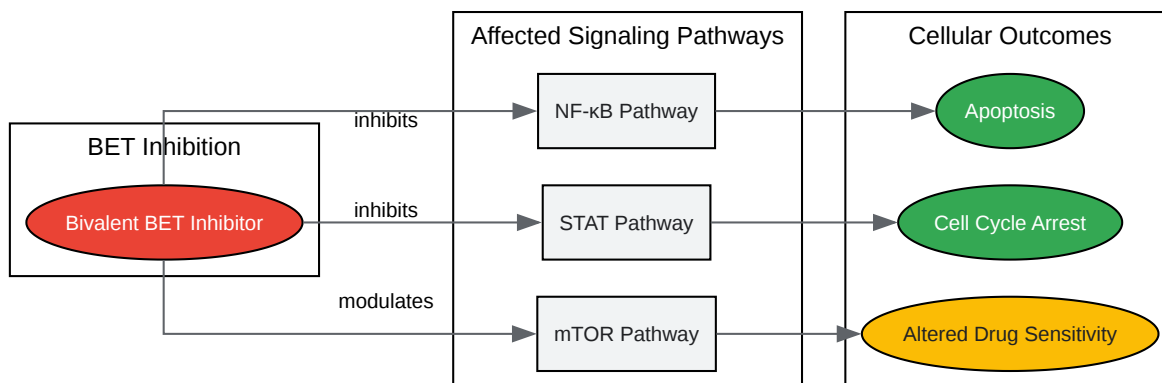 Affected Signaling Pathways
Cellular Outcomes
NF-κB Pathway
Apoptosis
inhibits
BET Inhibition
Bivalent BET Inhibitor
inhibits
STAT Pathway
Cell Cycle Arrest
modulates
mTOR Pathway
Altered Drug Sensitivity